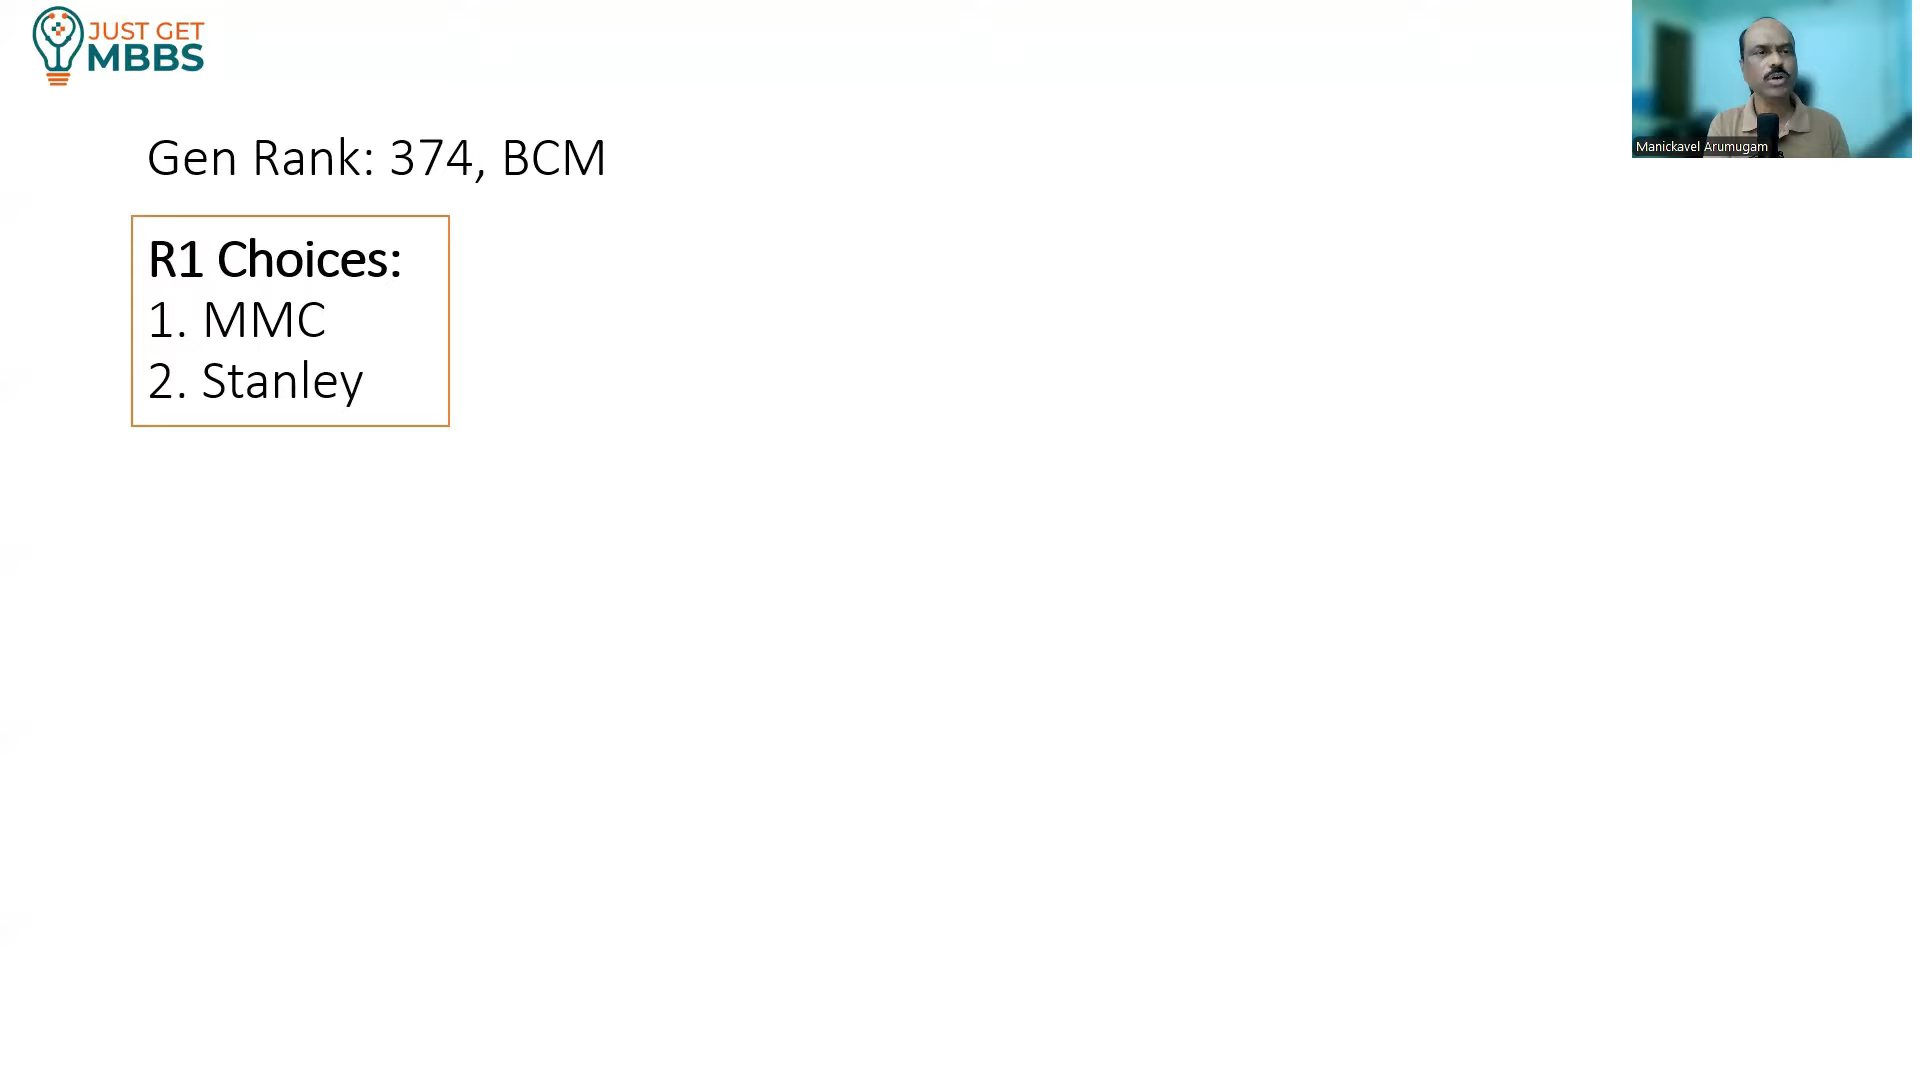 JUST GET
MBBS
Manickavel Arumugam
Gen Rank: 374, BCM
R1 Choices:
1. MMC
2. Stanley